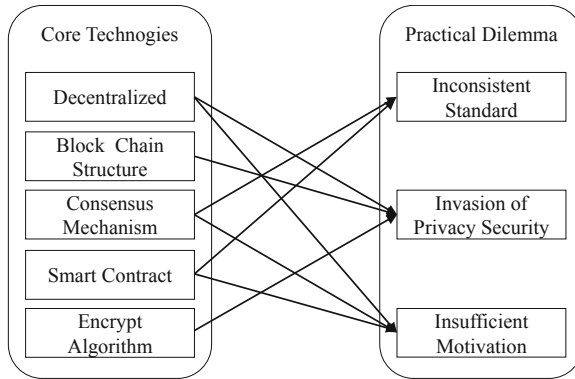 Core Technogies
Decentralized
Block Chain
Structure
Consensus
Mechanism
Smart Contract
Encrypt
Algorithm
Practical Dilemma
Inconsistent
Standard
Invasion of
Privacy Security
Insufficient
Motivation